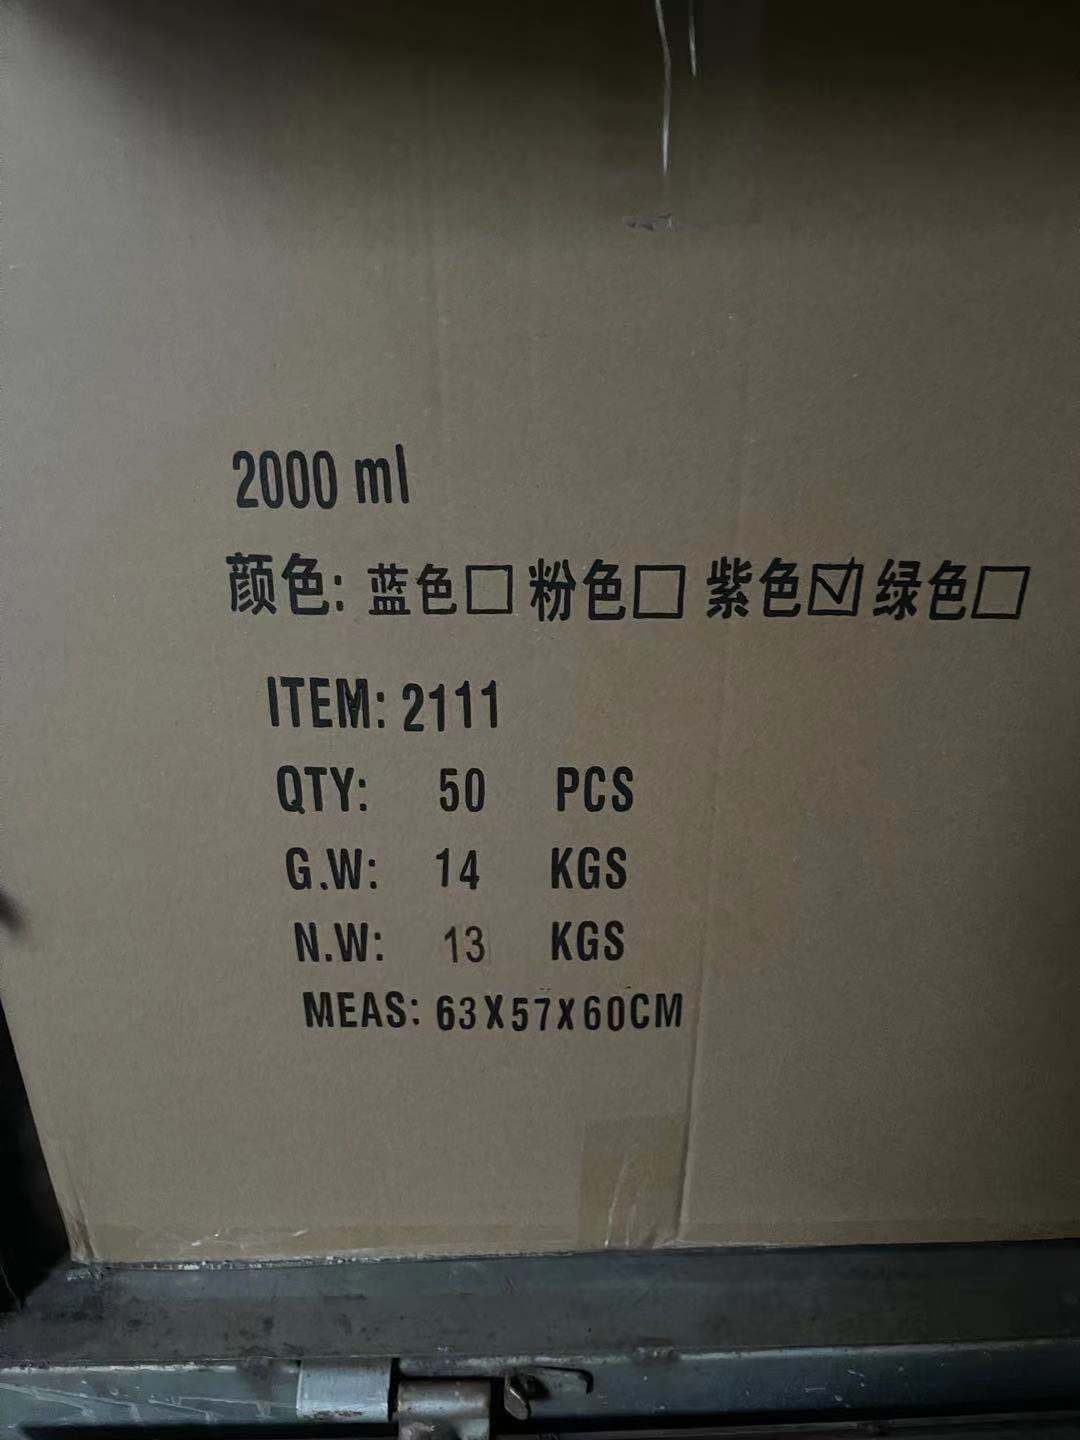 2000 ml
颜色: 蓝色□ 粉色□ 紫色☑ 绿色□
ITEM: 2111
QTY: 50 PCS
G.W: 14 KGS
N.W: 13 KGS
MEAS: 63X57X60CM